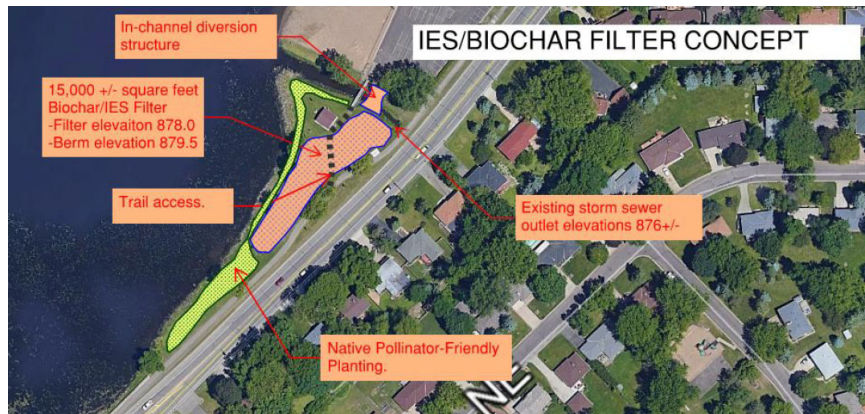 IES/BIOCHAR FILTER CONCEPT
In-channel diversion
structure
15,000 +/- square feet
Biochar/IES Filter
-Filter elevaiton 878.0
-Berm elevation 879.5
Trail access.
Existing storm sewer
outlet elevations 876+/-
Native Pollinator-Friendly
Planting.
NE